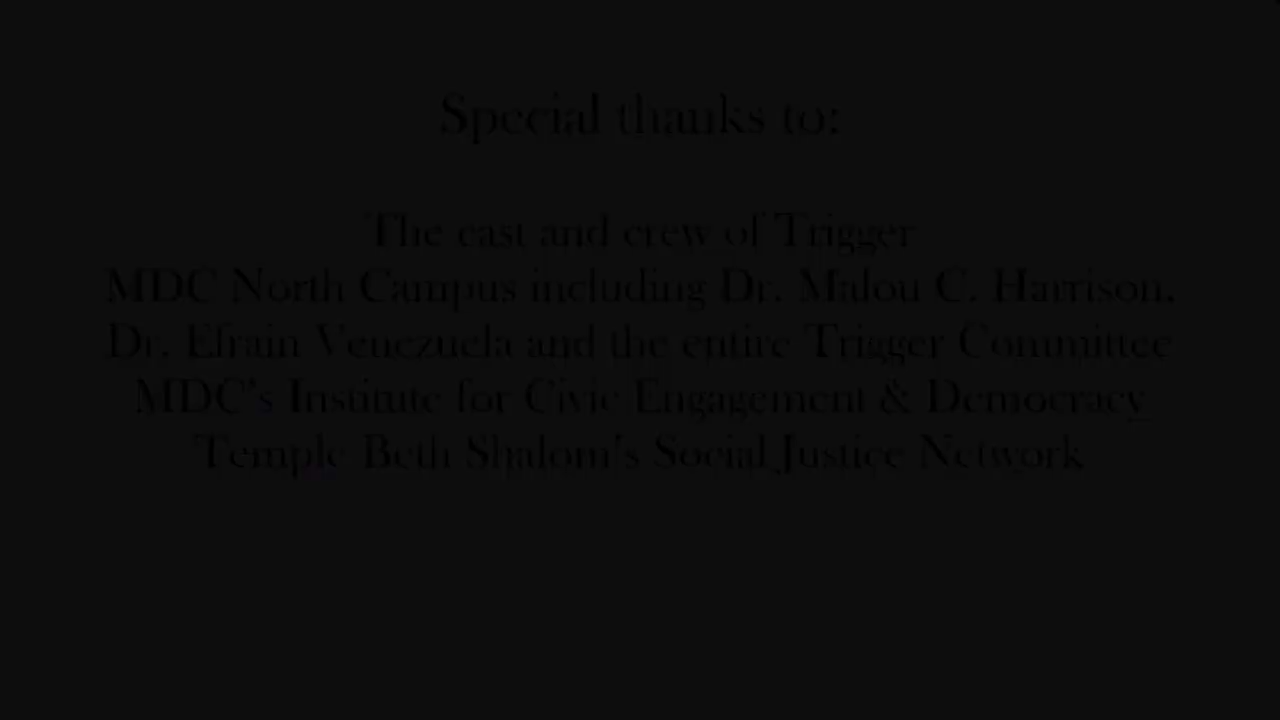 Special thanks to:
The cast and crew of Trigger
MDC North Campus including Dr. Malou C. Harrison,
Dr. Efrain Venezuela and the entire Trigger Committee
MDC's Institute for Civic Engagement & Democracy
Temple Beth Shalom's Social Justice Network